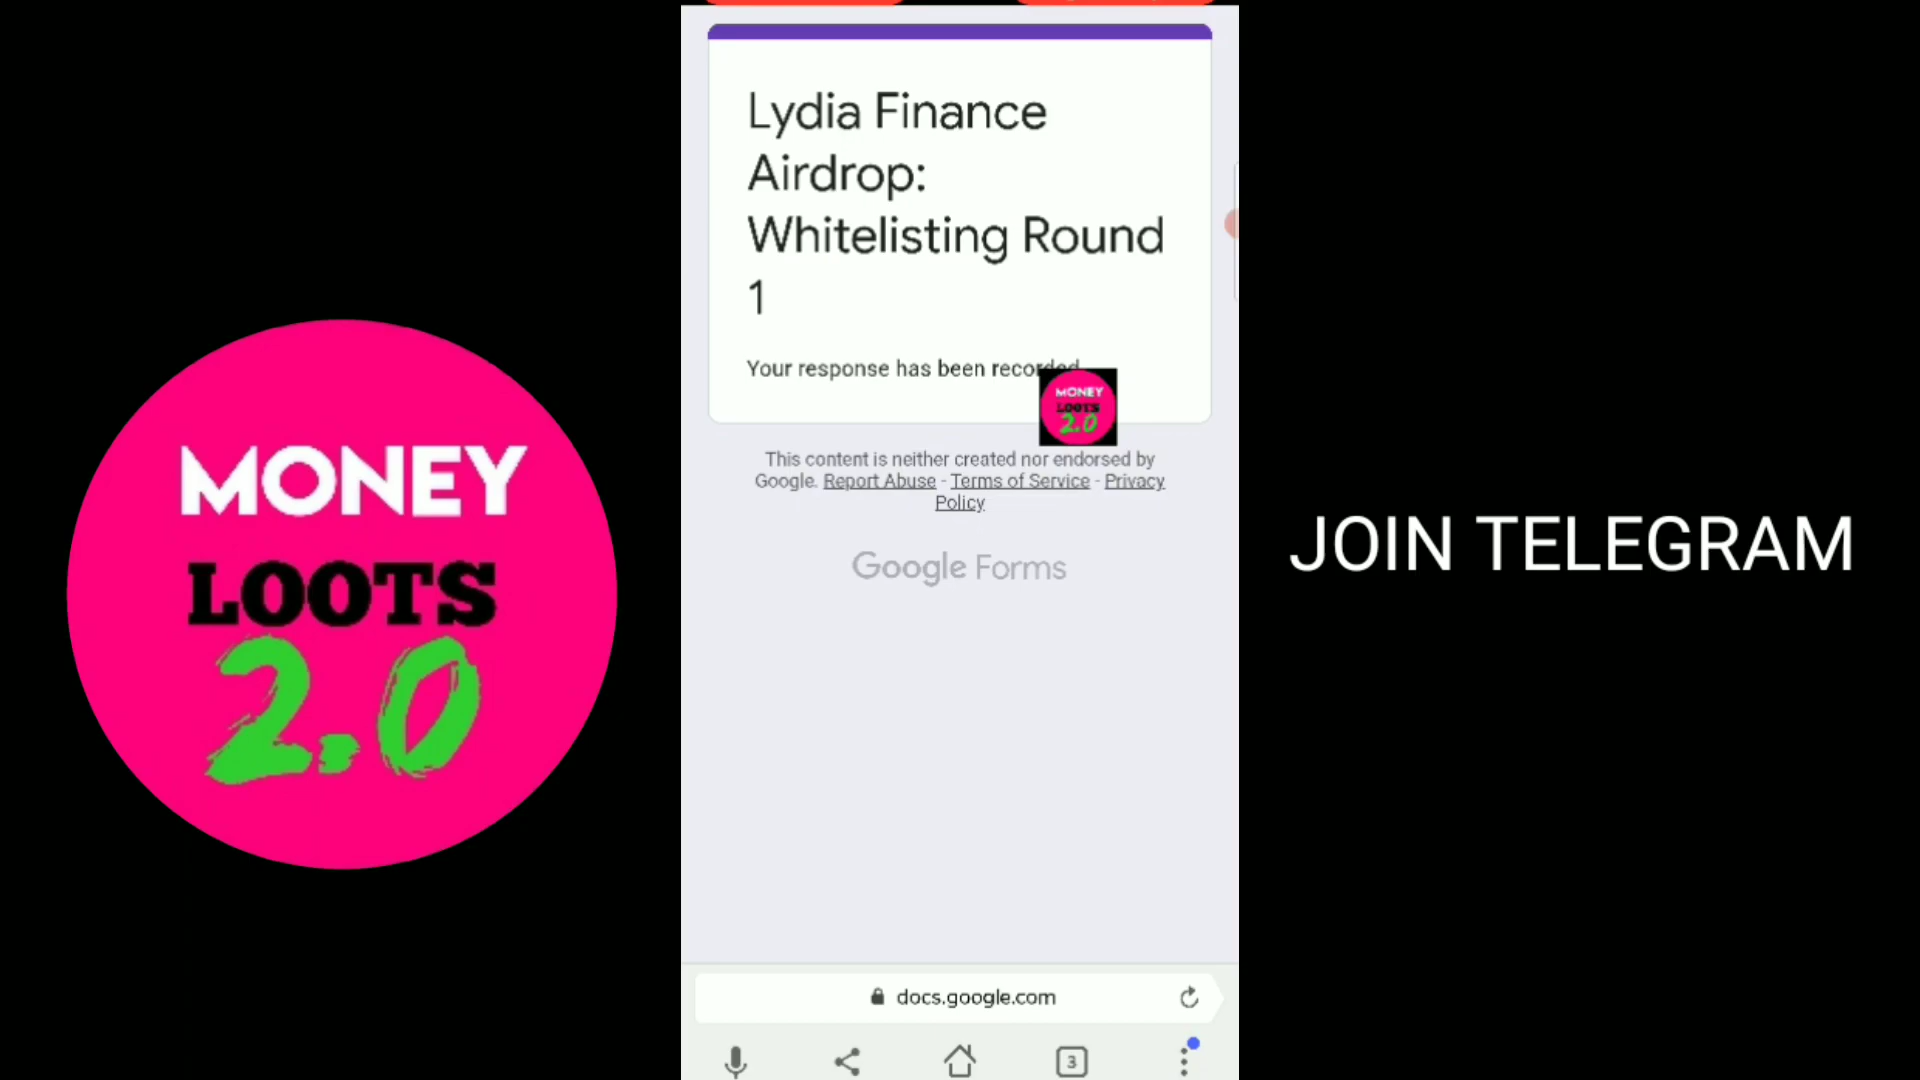 Lydia Finance
Airdrop:
Whitelisting Round
1
Your response has been recorded
MONEY
LOOTS
2.0
This content is neither created nor endorsed by
Google. Report Abuse - Terms of Service - Privacy
Policy
Google Forms
MONEY
LOOTS
2.0
JOIN TELEGRAM
docs.google.com
3